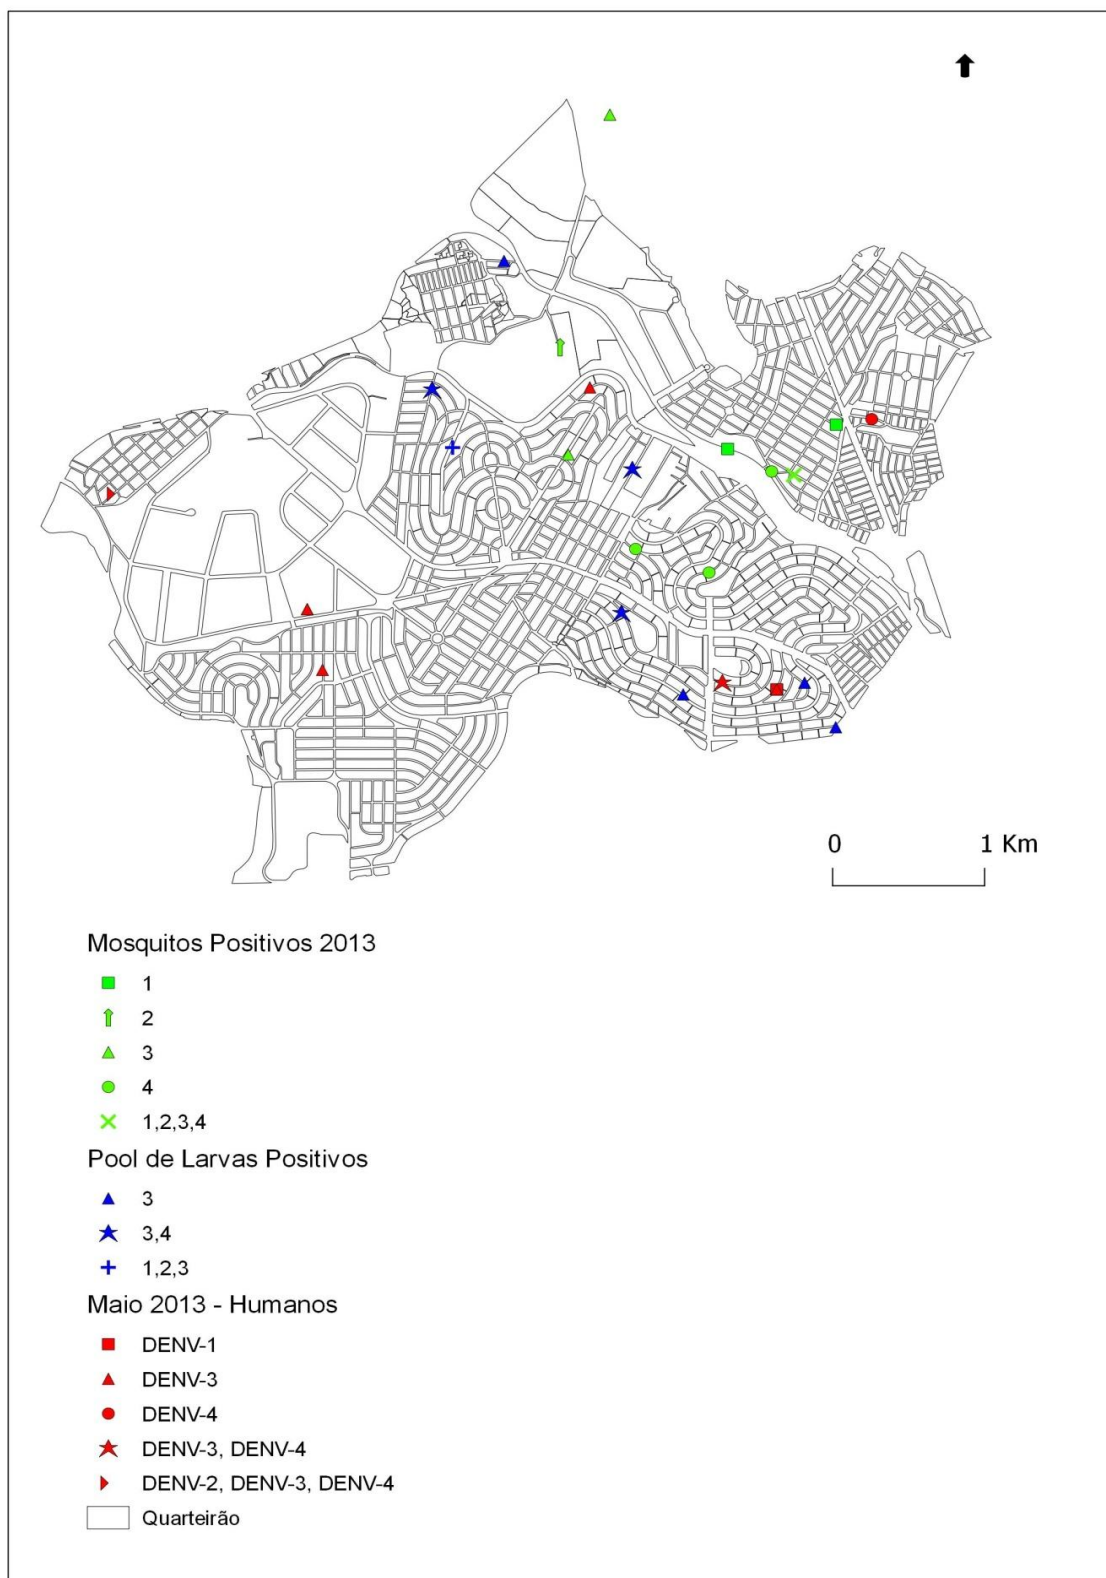 0 1 Km
Mosquitos Positivos 2013
1
2
3
4
1,2,3,4
Pool de Larvas Positivos
3
3,4
1,2,3
Maio 2013 - Humanos
DENV-1
DENV-3
DENV-4
DENV-3, DENV-4
DENV-2, DENV-3, DENV-4
Quarteirão